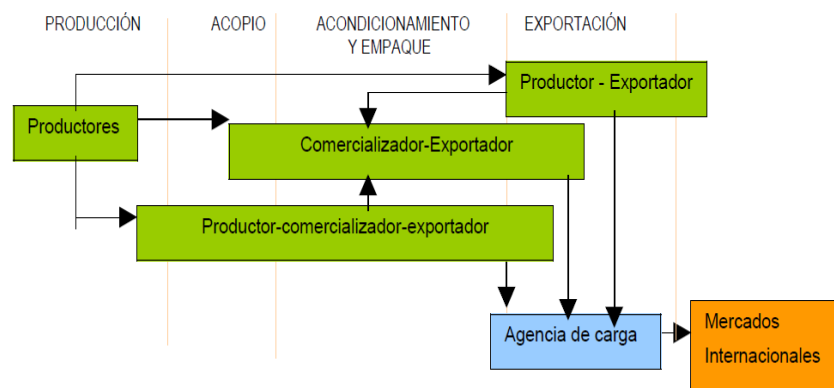 PRODUCCIÓN
ACOPIO
ACONDICIONAMIENTO
Y EMPAQUE
EXPORTACIÓN
Productor - Exportador
Productores
Comercializador-Exportador
Productor-comercializador-exportador
Agencia de carga
Mercados
Internacionales